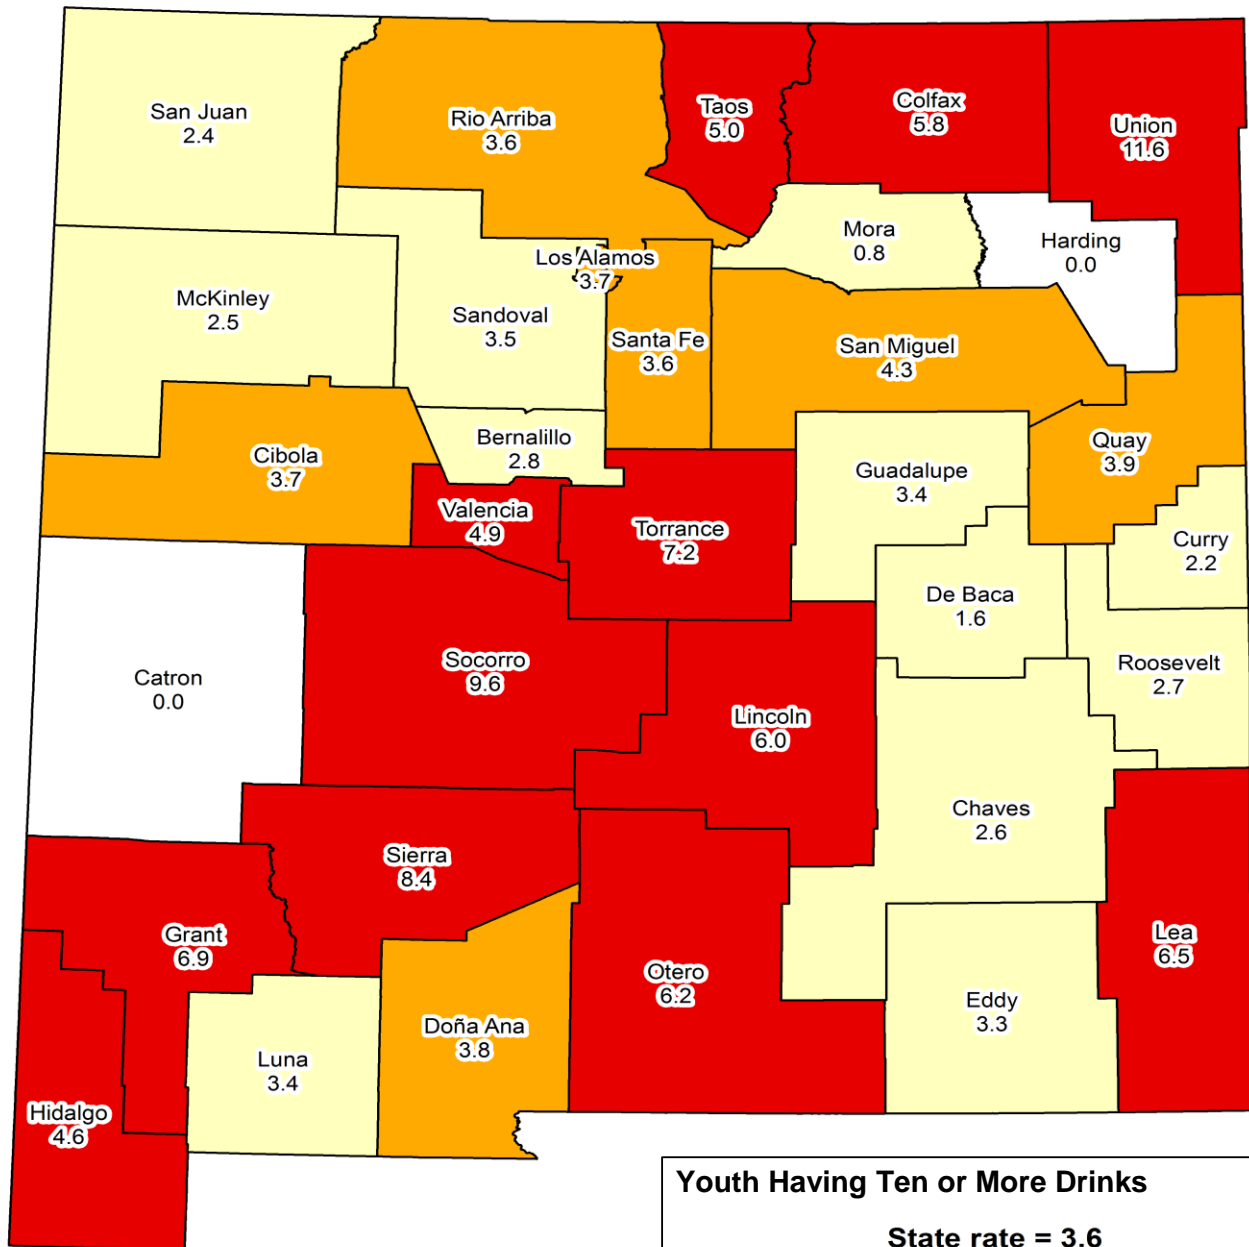 San Juan
2.4
Rio Arriba
3.6
Taos
5.0
Colfax
5.8
Union
11.6
Mora
0.8
Harding
0.0
Los Alamos
3.7
McKinley
2.5
Sandoval
3.5
Santa Fe
3.6
San Miguel
4.3
Bernalillo
2.8
Cibola
3.7
Guadalupe
3.4
Quay
3.9
Valencia
4.9
Torrance
7.2
Curry
2.2
De Baca
1.6
Roosevelt
2.7
Catron
0.0
Socorro
9.6
Lincoln
6.0
Chaves
2.6
Sierra
8.4
Grant
6.9
Otero
6.2
Lea
6.5
Eddy
3.3
Doña Ana
3.8
Luna
3.4
Hidalgo
4.6
Youth Having Ten or More Drinks
State rate = 3.6